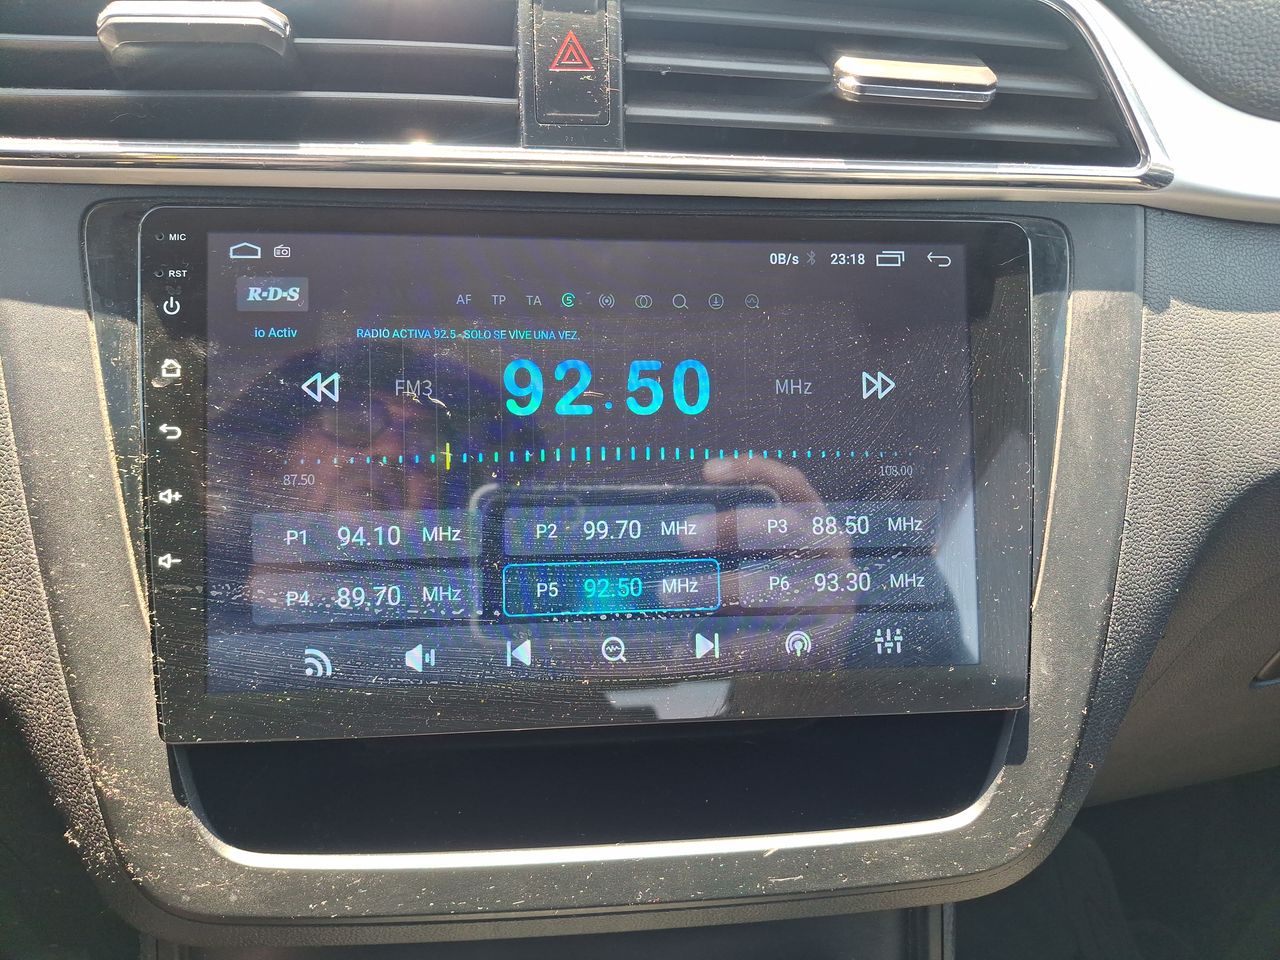 MIC
0B/s 23:18
RST
R·D·S
AF TP TA 5
io Activ RADIO ACTIVA 92.5 - SOLO SE VIVE UNA VEZ.
FM3 92.50 MHz
87.50 108.00
P1 94.10 MHz P2 99.70 MHz P3 88.50 MHz
P4 89.70 MHz P5 92.50 MHz P6 93.30 MHz